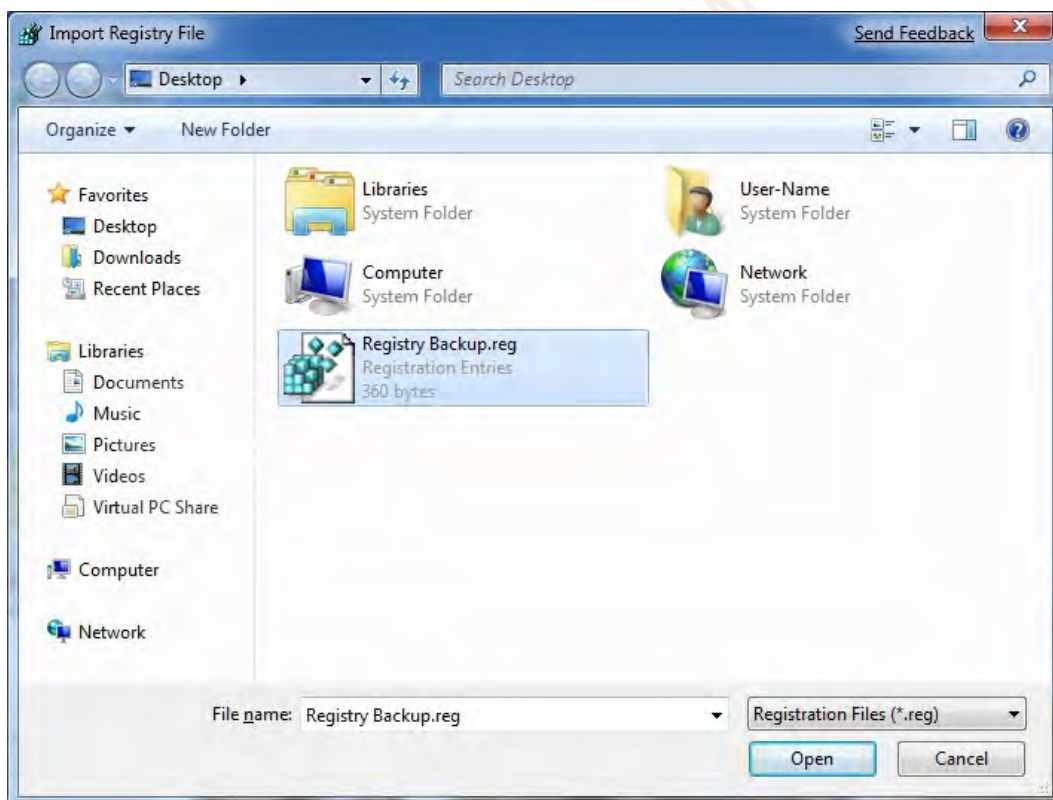 Import Registry File
Send Feedback
X
Desktop
Search Desktop
Organize
New Folder
?
Favorites
Desktop
Downloads
Recent Places
Libraries
Documents
Music
Pictures
Videos
Virtual PC Share
Computer
Network
Libraries
System Folder
User-Name
System Folder
Computer
System Folder
Network
System Folder
Registry Backup.reg
Registration Entries
360 bytes
File name: Registry Backup.reg
Registration Files (*.reg)
Open
Cancel